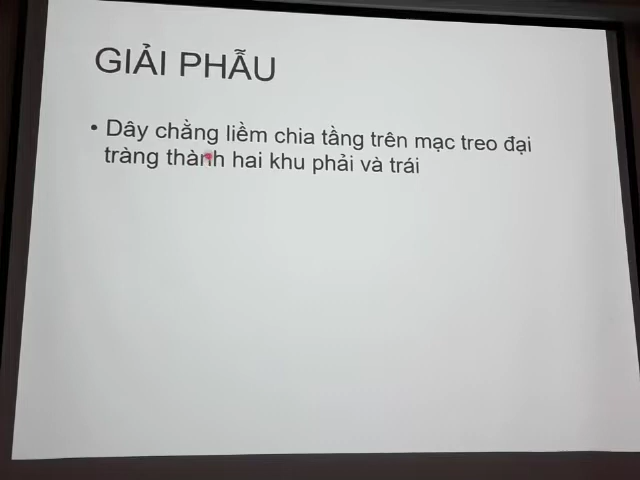 GIẢI PHẪU
• Dây chằng liềm chia tầng trên mạc treo đại
tràng thành hai khu phải và trái